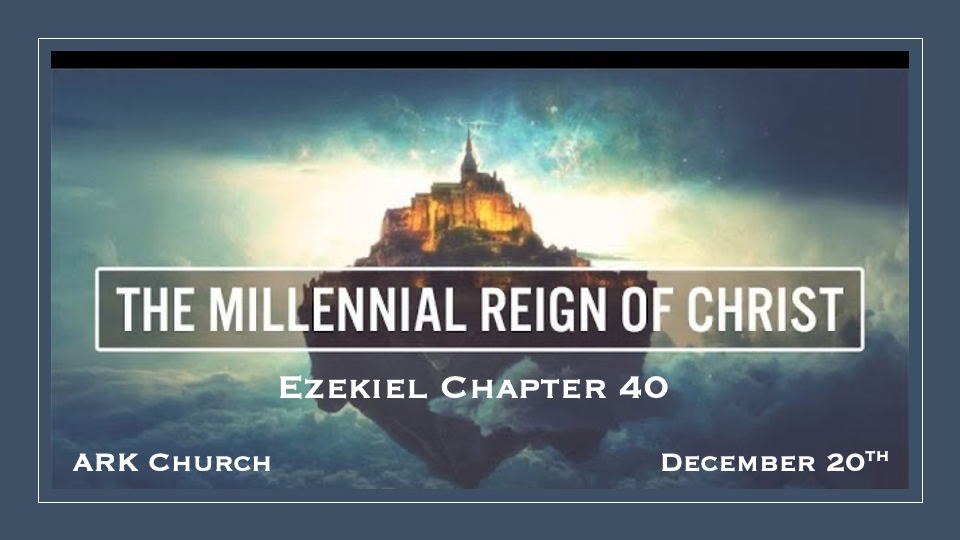 THE MILLENNIAL REIGN OF CHRIST
Ezekiel Chapter 40
ARK Church
December 20TH